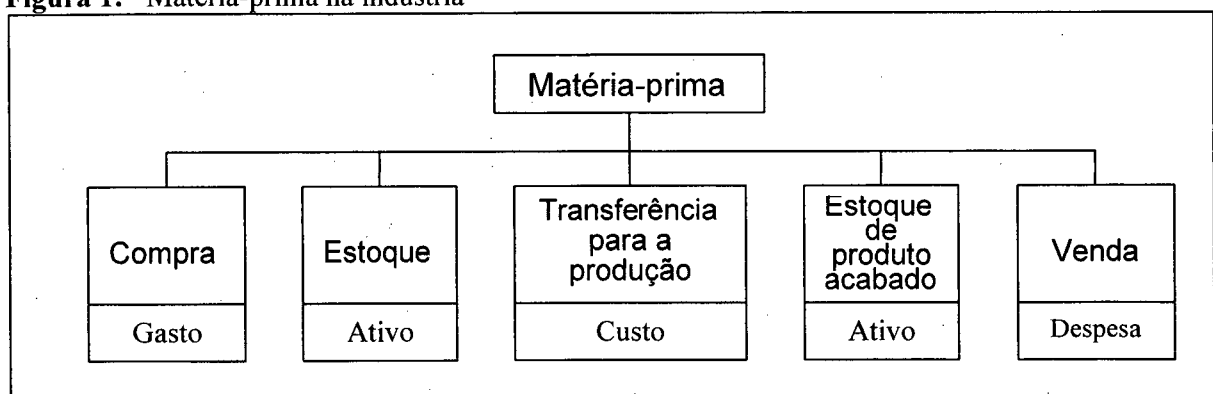 Figura 1. Matéria-prima na indústria
Matéria-prima
Compra
Gasto
Estoque
Ativo
Transferência
para a
produção
Custo
Estoque
de
produto
acabado
Ativo
Venda
Despesa